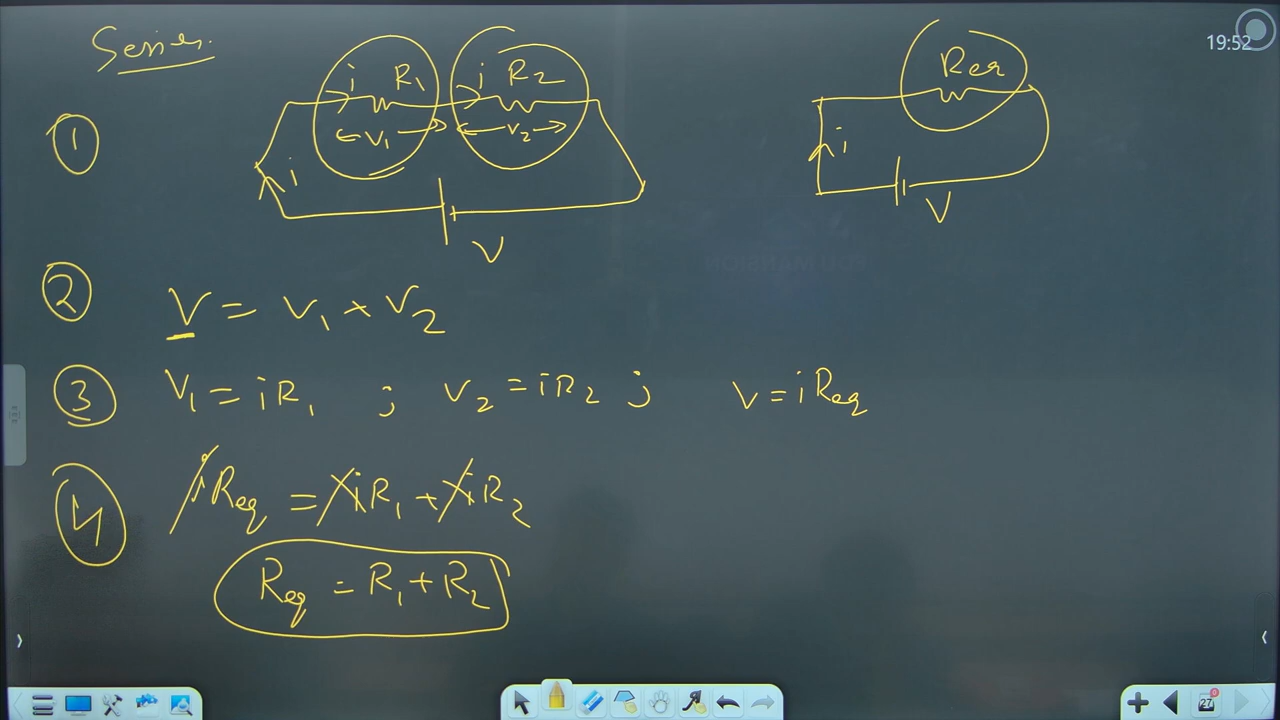 19:52
Series.
i R₁ i R₂
Req
①
V₁ V₂
i
i
V
V
② V = V₁ + V₂
③ V₁ = iR₁ ; V₂ = iR₂ ; V = iReq
④ iReq = iR₁ + iR₂
Req = R₁ + R₂
27